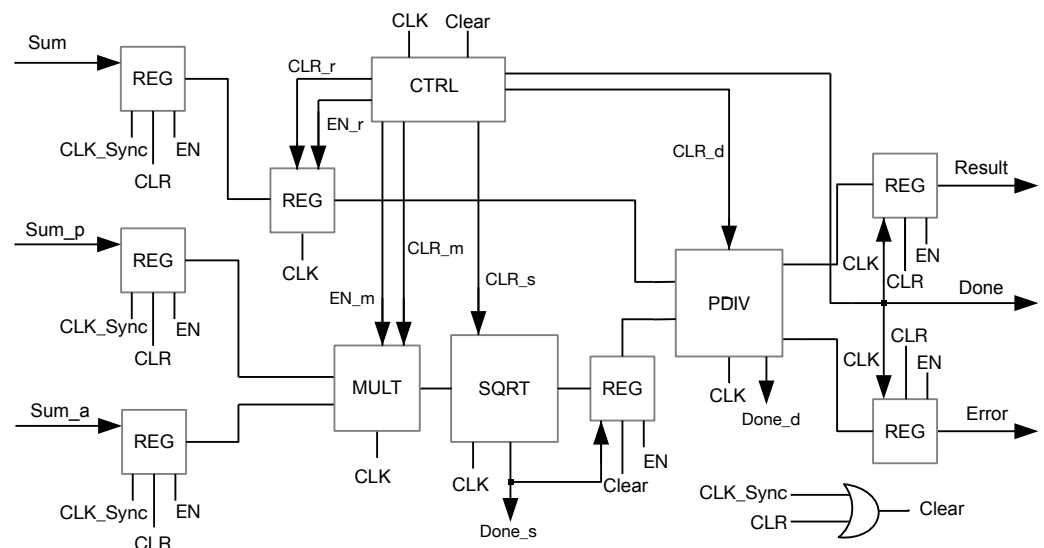 CLK Clear
Sum
CLR_r
REG
CTRL
EN_r
CLK_Sync EN
CLR
CLR_d
REG
REG
Result
Sum_p
CLK
CLR_m
CLK
CLR
EN
REG
CLR_s
PDIV
Done
EN_m
CLK_Sync EN
CLR
CLK
CLR
EN
MULT
SQRT
REG
CLK
Done_d
Sum_a
REG
Error
REG
CLK
CLK
EN
Clear
CLK_Sync EN
CLR
Done_s
CLK_Sync
CLR
Clear